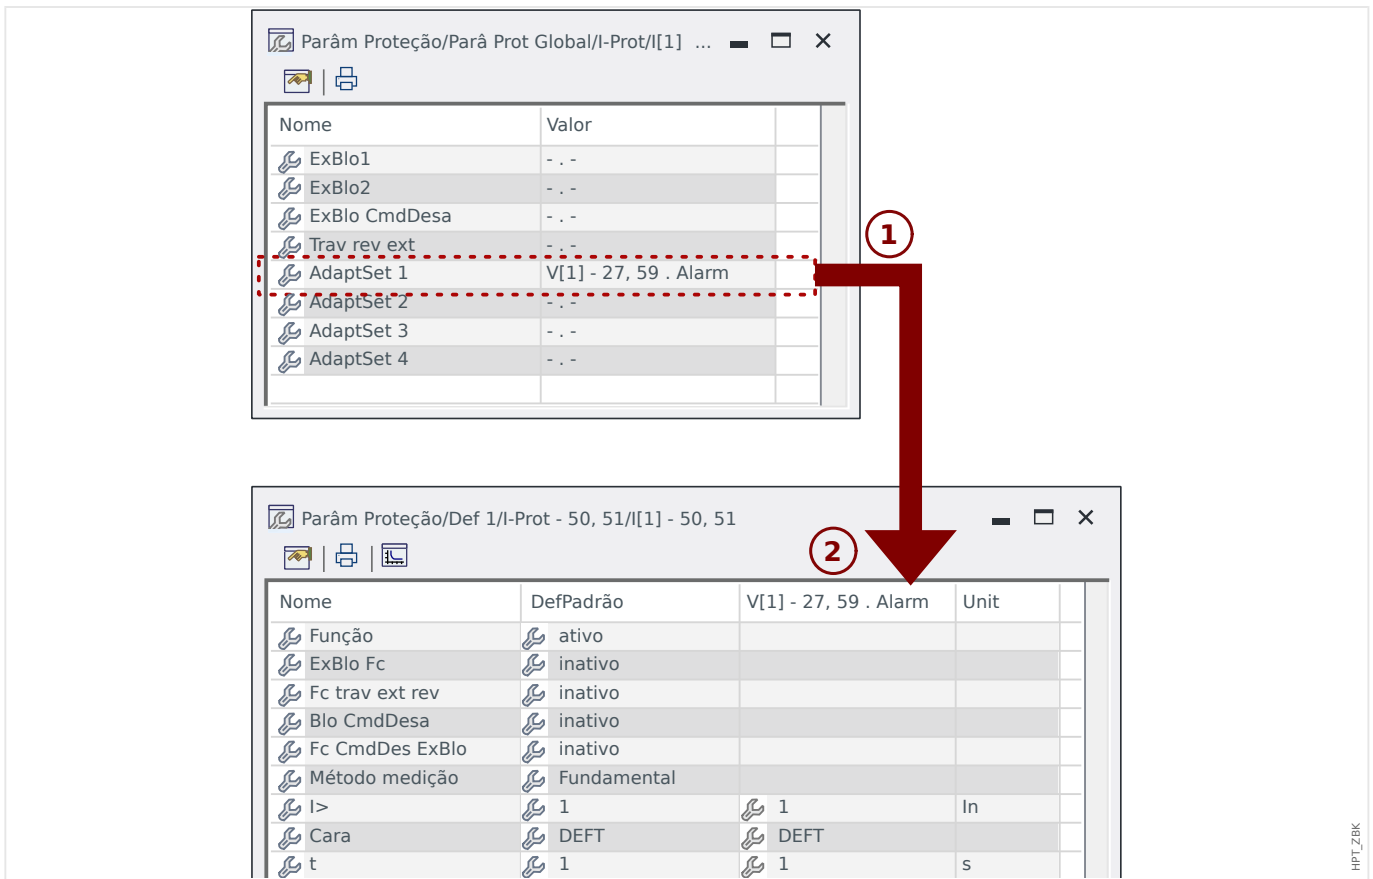 Parâm Proteção/Parâ Prot Global/I-Prot/I[1] ...
Nome Valor
ExBlo1 - . -
ExBlo2 - . -
ExBlo CmdDesa - . -
Trav rev ext - . -
AdaptSet 1 V[1] - 27, 59 . Alarm
AdaptSet 2 - . -
AdaptSet 3 - . -
AdaptSet 4 - . -
1
Parâm Proteção/Def 1/I-Prot - 50, 51/I[1] - 50, 51
2
Nome DefPadrão V[1] - 27, 59 . Alarm Unit
Função ativo
ExBlo Fc inativo
Fc trav ext rev inativo
Blo CmdDesa inativo
Fc CmdDes ExBlo inativo
Método medição Fundamental
I> 1 1 In
Cara DEFT DEFT
t 1 1 s
HPT_ZBK